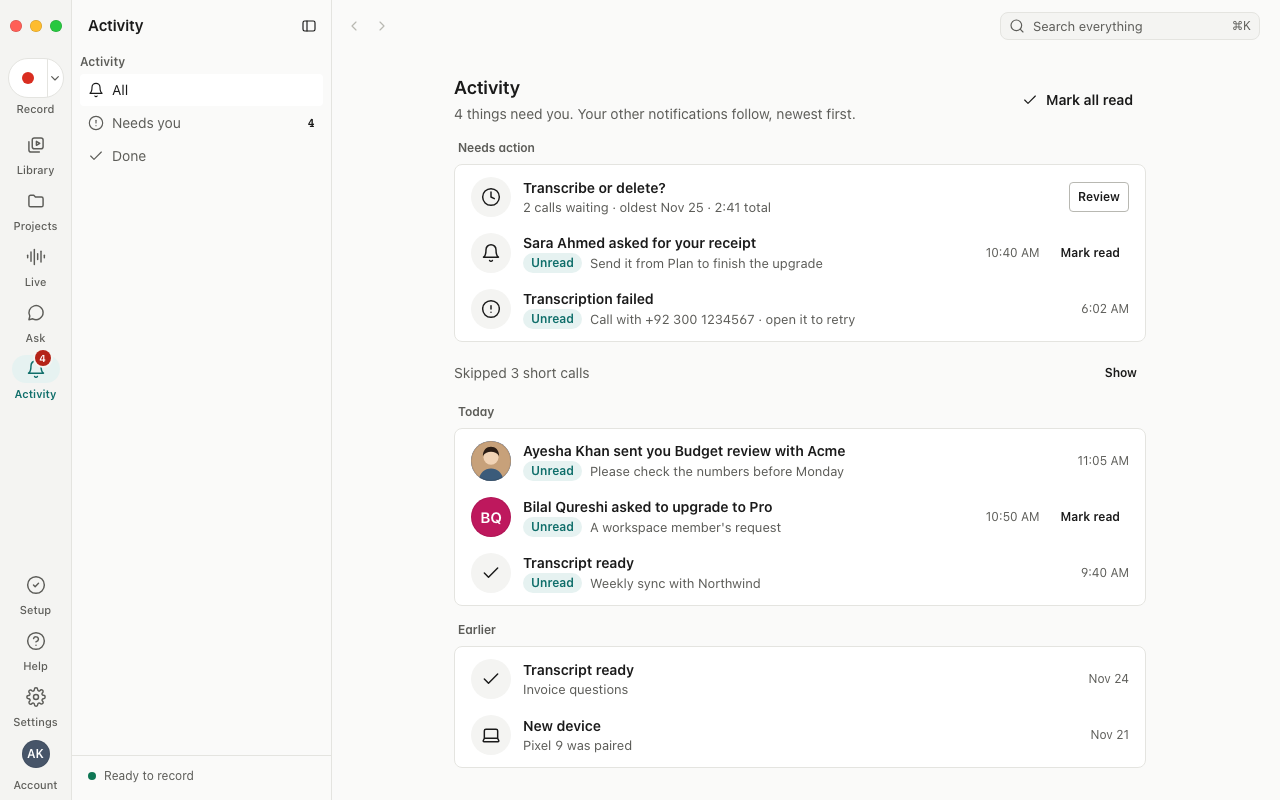 Activity
Search everything
⌘K
Record
Library
Projects
Live
Ask
4
Activity
Setup
Help
Settings
AK
Account
Activity
All
Needs you
4
Done
Ready to record
Activity
4 things need you. Your other notifications follow, newest first.
Mark all read
Needs action
Transcribe or delete?
2 calls waiting · oldest Nov 25 · 2:41 total
Review
Sara Ahmed asked for your receipt
Unread Send it from Plan to finish the upgrade
10:40 AM
Mark read
Transcription failed
Unread Call with +92 300 1234567 · open it to retry
6:02 AM
Skipped 3 short calls
Show
Today
Ayesha Khan sent you Budget review with Acme
Unread Please check the numbers before Monday
11:05 AM
BQ
Bilal Qureshi asked to upgrade to Pro
Unread A workspace member's request
10:50 AM
Mark read
Transcript ready
Unread Weekly sync with Northwind
9:40 AM
Earlier
Transcript ready
Invoice questions
Nov 24
New device
Pixel 9 was paired
Nov 21